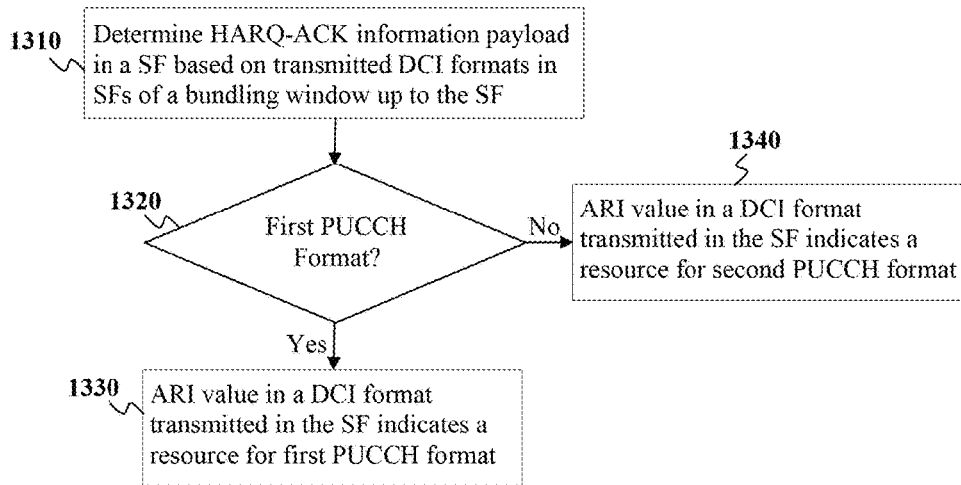 1310
Determine HARQ-ACK information payload
in a SF based on transmitted DCI formats in
SFs of a bundling window up to the SF
1320
First PUCCH
Format?
No
1340
ARI value in a DCI format
transmitted in the SF indicates a
resource for second PUCCH format
Yes
1330
ARI value in a DCI format
transmitted in the SF indicates a
resource for first PUCCH format